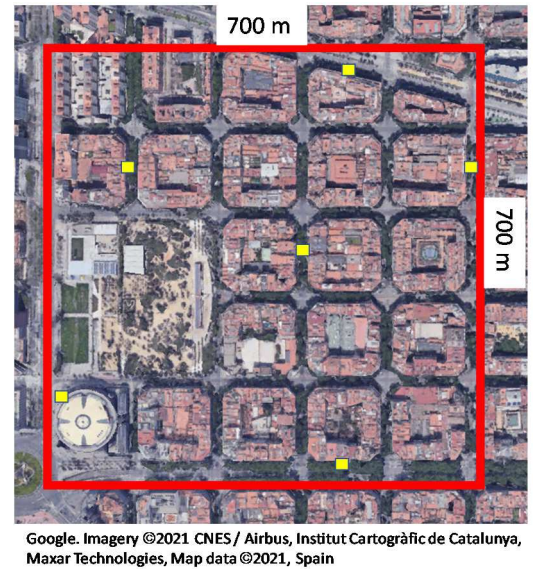 700 m
700 m
Google. Imagery ©2021 CNES / Airbus, Institut Cartogràfic de Catalunya,
Maxar Technologies, Map data ©2021, Spain